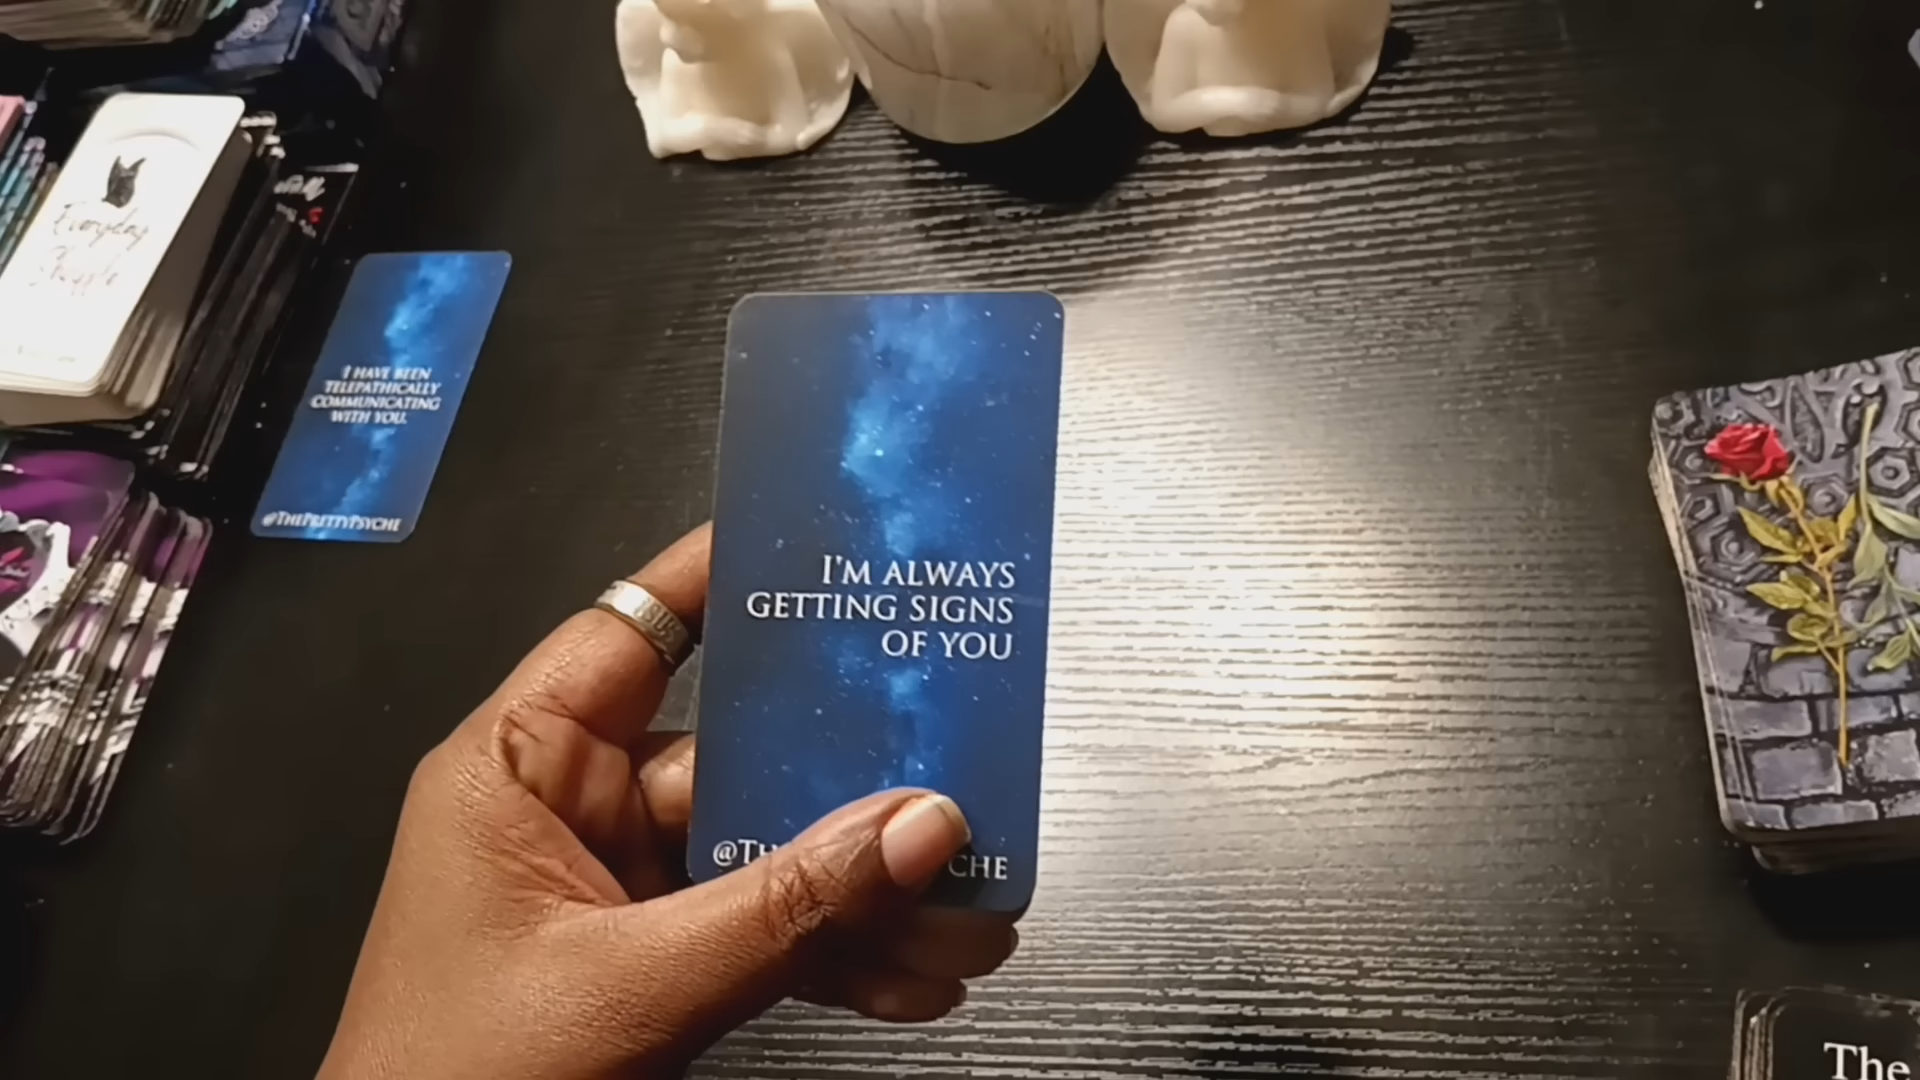 Everyday
I HAVE BEEN
TELEPATHICALLY
COMMUNICATING
WITH YOU.
@THEPRETTYPSYCHE
I'M ALWAYS
GETTING SIGNS
OF YOU
The